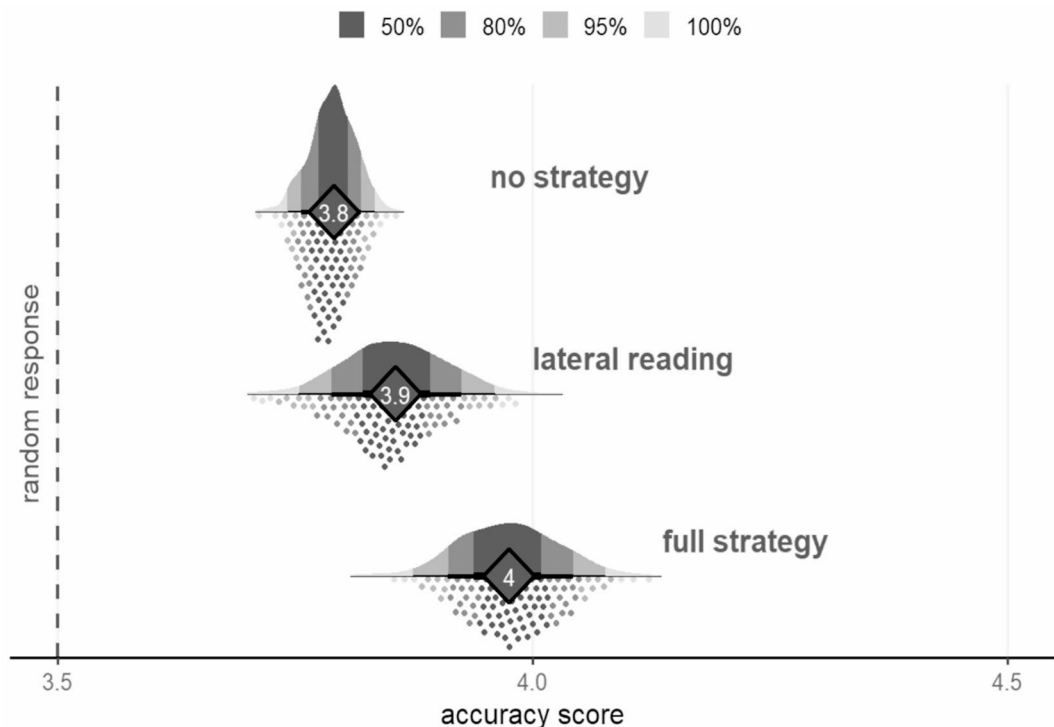 50% 80% 95% 100%
no strategy
3.8
lateral reading
3.9
random response
full strategy
4
3.5 4.0 4.5
accuracy score